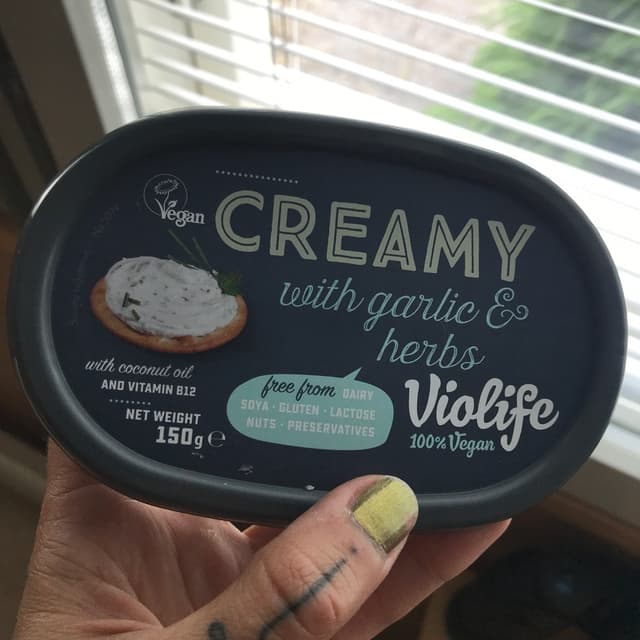 Vegan
CREAMY
with garlic &
herbs
with coconut oil
AND VITAMIN B12
NET WEIGHT
150g e
free from DAIRY
SOYA · GLUTEN · LACTOSE
NUTS · PRESERVATIVES
Violife
100% Vegan